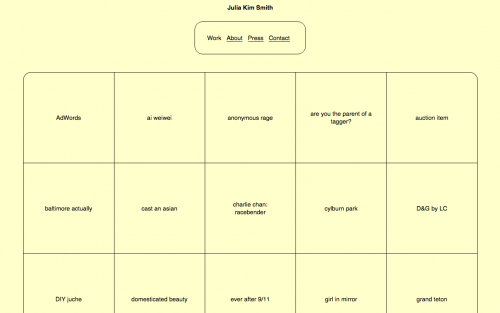 Julia Kim Smith
Work About Press Contact
AdWords
ai weiwei
anonymous rage
are you the parent of a
tagger?
auction item
baltimore actually
cast an asian
charlie chan:
racebender
cylburn park
D&G by LC
DIY juche
domesticated beauty
ever after 9/11
girl in mirror
grand teton